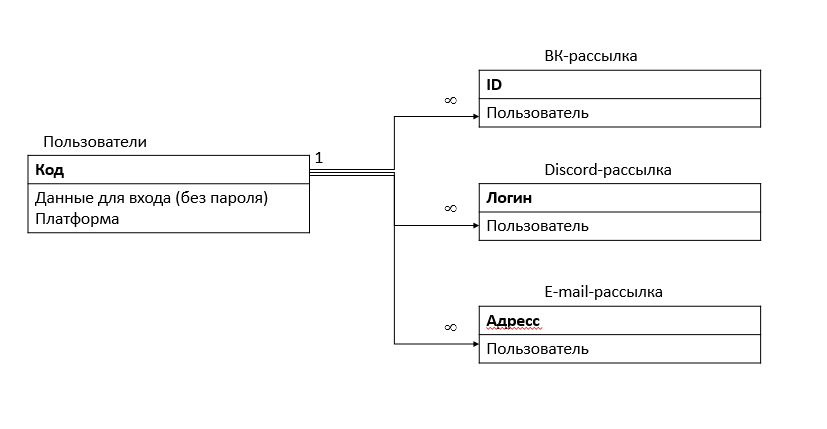 Пользователи
1
Код
Данные для входа (без пароля)
Платформа
ВК-рассылка
∞
ID
Пользователь
Discord-рассылка
∞
Логин
Пользователь
E-mail-рассылка
∞
Адресс
Пользователь